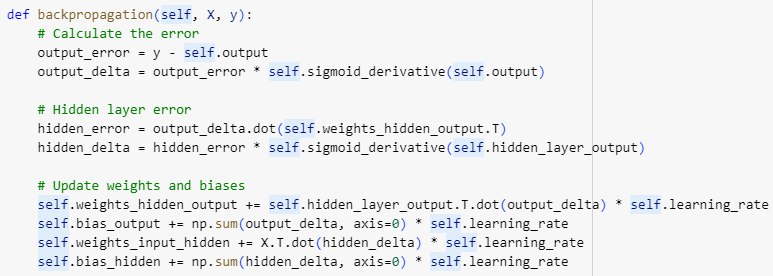 def backpropagation(self, X, y):
    # Calculate the error
    output_error = y - self.output
    output_delta = output_error * self.sigmoid_derivative(self.output)

    # Hidden layer error
    hidden_error = output_delta.dot(self.weights_hidden_output.T)
    hidden_delta = hidden_error * self.sigmoid_derivative(self.hidden_layer_output)

    # Update weights and biases
    self.weights_hidden_output += self.hidden_layer_output.T.dot(output_delta) * self.learning_rate
    self.bias_output += np.sum(output_delta, axis=0) * self.learning_rate
    self.weights_input_hidden += X.T.dot(hidden_delta) * self.learning_rate
    self.bias_hidden += np.sum(hidden_delta, axis=0) * self.learning_rate